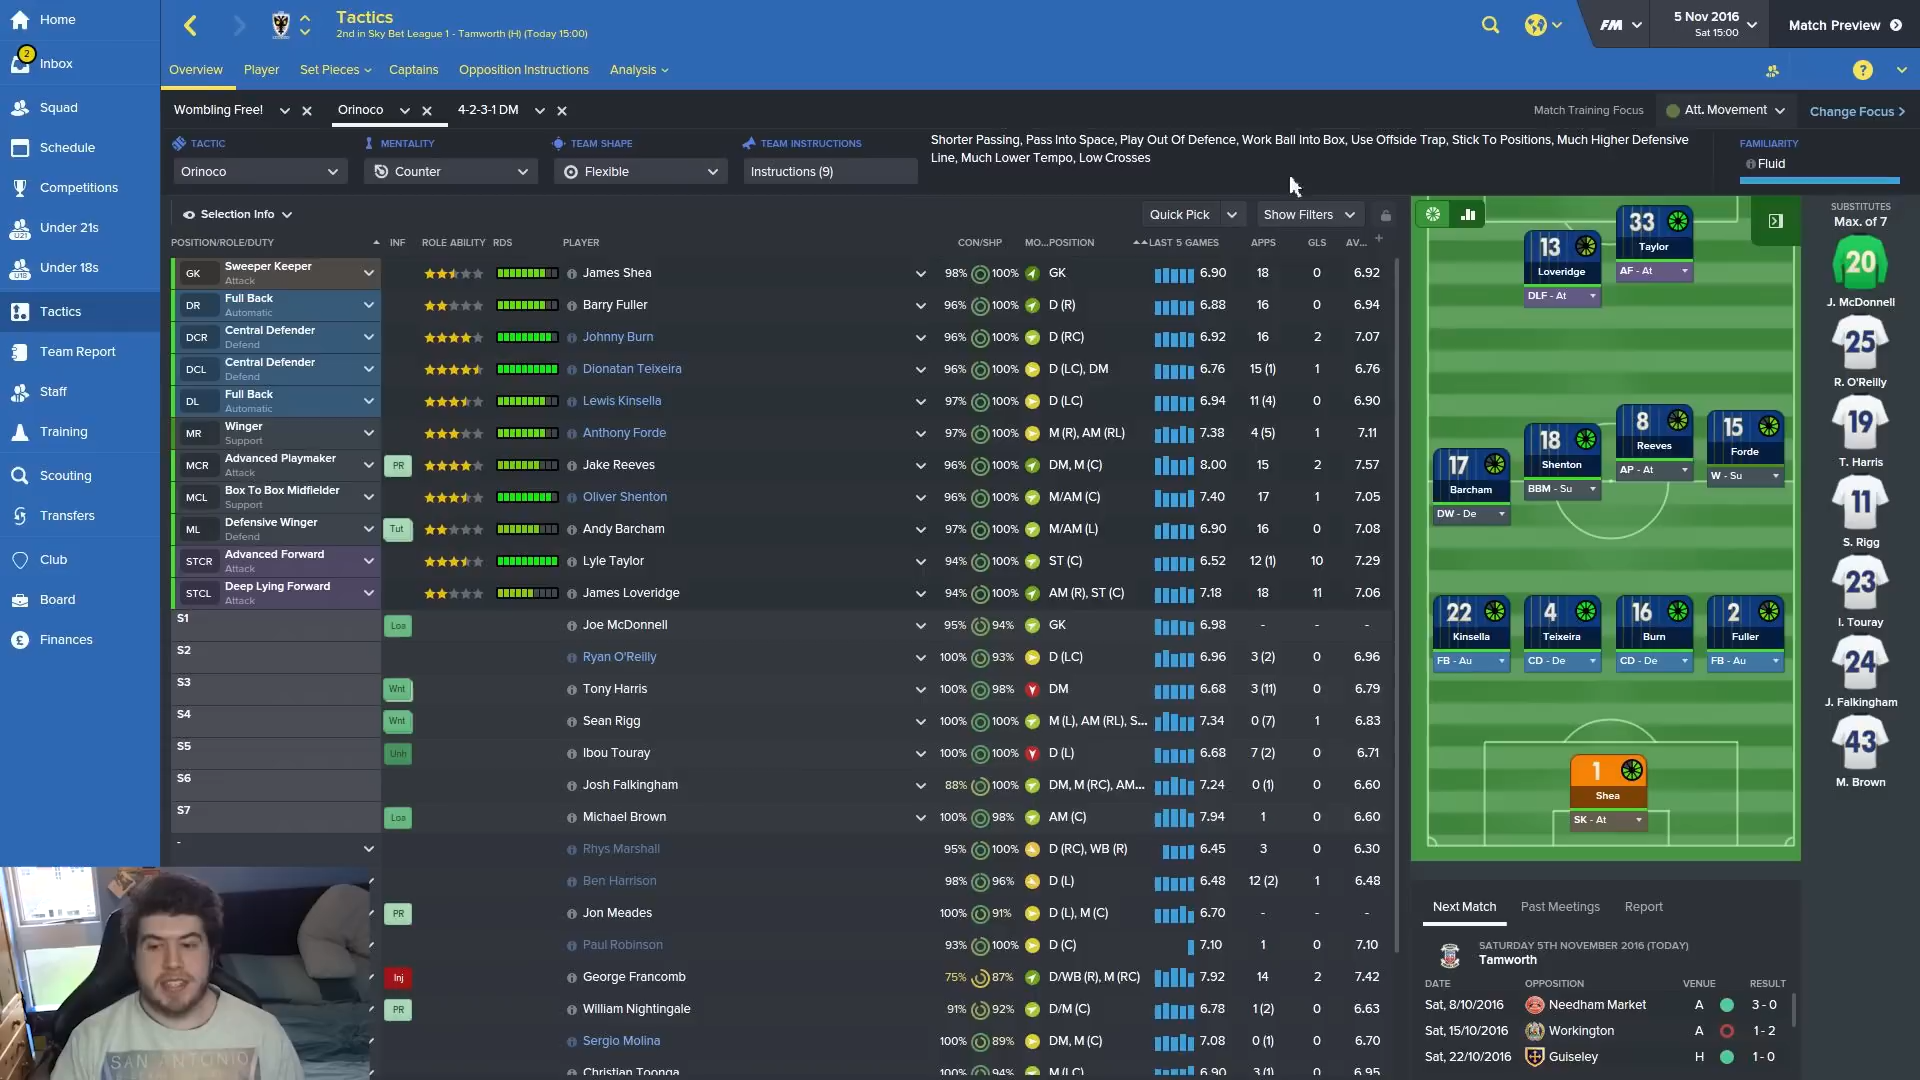 Home
2
Inbox
Squad
Schedule
Competitions
Under 21s
Under 18s
Tactics
Team Report
Staff
Training
Scouting
Transfers
Club
Board
Finances
Tactics
2nd in Sky Bet League 1 - Tamworth (H) (Today 15:00)
FM
5 Nov 2016
Sat 15:00
Match Preview
Overview Player Set Pieces Captains Opposition Instructions Analysis
?
Wombling Free! Orinoco 4-2-3-1 DM
Match Training Focus Att. Movement Change Focus
TACTIC MENTALITY TEAM SHAPE TEAM INSTRUCTIONS
Orinoco Counter Flexible Instructions (9)
Shorter Passing, Pass Into Space, Play Out Of Defence, Work Ball Into Box, Use Offside Trap, Stick To Positions, Much Higher Defensive
Line, Much Lower Tempo, Low Crosses
FAMILIARITY
Fluid
Selection Info Quick Pick Show Filters
POSITION/ROLE/DUTY INF ROLE ABILITY RDS PLAYER CON/SHP MO... POSITION LAST 5 GAMES APPS GLS AV...
GK Sweeper Keeper Attack James Shea 98% 100% GK 6.90 18 0 6.92
DR Full Back Automatic Barry Fuller 96% 100% D (R) 6.88 16 0 6.94
DCR Central Defender Defend Johnny Burn 96% 100% D (RC) 6.92 16 2 7.07
DCL Central Defender Defend Dionatan Teixeira 96% 100% D (LC), DM 6.76 15 (1) 1 6.76
DL Full Back Automatic Lewis Kinsella 97% 100% D (LC) 6.94 11 (4) 0 6.90
MR Winger Support Anthony Forde 97% 100% M (R), AM (RL) 7.38 4 (5) 1 7.11
MCR Advanced Playmaker Attack PR Jake Reeves 96% 100% DM, M (C) 8.00 15 2 7.57
MCL Box To Box Midfielder Support Oliver Shenton 96% 100% M/AM (C) 7.40 17 1 7.05
ML Defensive Winger Defend Tut Andy Barcham 97% 100% M/AM (L) 6.90 16 0 7.08
STCR Advanced Forward Attack Lyle Taylor 94% 100% ST (C) 6.52 12 (1) 10 7.29
STCL Deep Lying Forward Attack James Loveridge 94% 100% AM (R), ST (C) 7.18 18 11 7.06
S1 Loa Joe McDonnell 95% 94% GK 6.98 - - -
S2 Ryan O'Reilly 100% 93% D (LC) 6.96 3 (2) 0 6.96
S3 Wnt Tony Harris 100% 98% DM 6.68 3 (11) 0 6.79
S4 Wnt Sean Rigg 100% 100% M (L), AM (RL), S... 7.34 0 (7) 1 6.83
S5 Unh Ibou Touray 100% 100% D (L) 6.68 7 (2) 0 6.71
S6 Josh Falkingham 88% 100% DM, M (RC), AM... 7.24 0 (1) 0 6.60
S7 Loa Michael Brown 100% 98% AM (C) 7.94 1 0 6.60
- Rhys Marshall 95% 100% D (RC), WB (R) 6.45 3 0 6.30
Ben Harrison 98% 96% D (L) 6.48 12 (2) 1 6.48
PR Jon Meades 100% 91% D (L), M (C) 6.70 - - -
Paul Robinson 93% 100% D (C) 7.10 1 0 7.10
Inj George Francomb 75% 87% D/WB (R), M (RC) 7.92 14 2 7.42
PR William Nightingale 91% 92% D/M (C) 6.78 1 (2) 0 6.63
Sergio Molina 100% 89% DM, M (C) 7.08 0 (1) 0 6.70
Christian Toonga 100% 94% M (LC) 6.90 3 (1) 0 6.95
33
Taylor
AF - At
13
Loveridge
DLF - At
8
Reeves
AP - At
15
Forde
W - Su
18
Shenton
BBM - Su
17
Barcham
DW - De
22 4 16 2
Kinsella Teixeira Burn Fuller
FB - Au CD - De CD - De FB - Au
1
Shea
SK - At
SUBSTITUTES
Max. of 7
20
J. McDonnell
25
R. O'Reilly
19
T. Harris
11
S. Rigg
23
I. Touray
24
J. Falkingham
43
M. Brown
Next Match Past Meetings Report
SATURDAY 5TH NOVEMBER 2016 (TODAY)
Tamworth
DATE OPPOSITION VENUE RESULT
Sat, 8/10/2016 Needham Market A 3 - 0
Sat, 15/10/2016 Workington A 1 - 2
Sat, 22/10/2016 Guiseley H 1 - 0
SAN ANTONIO